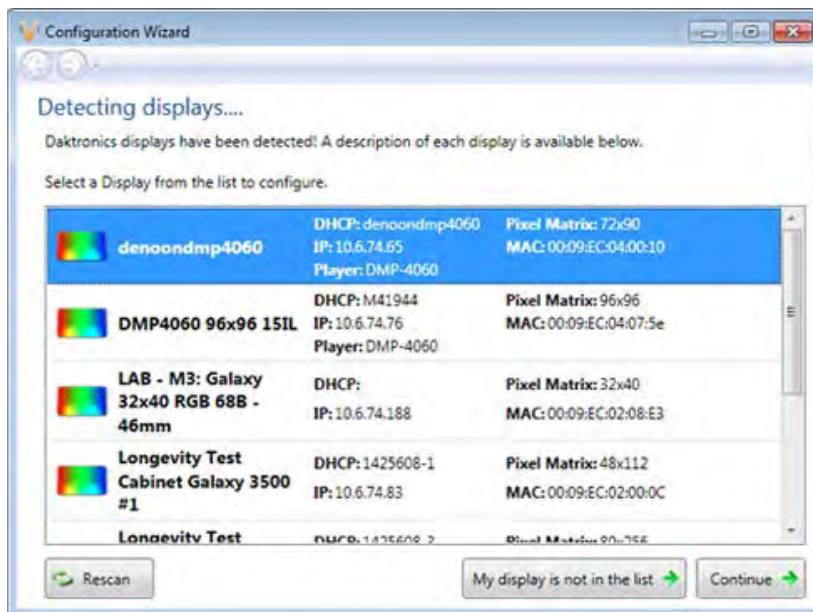 Configuration Wizard
Detecting displays....
Daktronics displays have been detected! A description of each display is available below.
Select a Display from the list to configure.
denoondmp4060
DHCP: denoondmp4060
IP: 10.6.74.65
Player: DMP-4060
Pixel Matrix: 72x90
MAC: 00:09:EC:04:00:10
DMP4060 96x96 15IL
DHCP: M41944
IP: 10.6.74.76
Player: DMP-4060
Pixel Matrix: 96x96
MAC: 00:09:EC:04:07:5e
LAB - M3: Galaxy
32x40 RGB 68B -
46mm
DHCP:
IP: 10.6.74.188
Pixel Matrix: 32x40
MAC: 00:09:EC:02:08:E3
Longevity Test
Cabinet Galaxy 3500
#1
DHCP: 1425608-1
IP: 10.6.74.83
Pixel Matrix: 48x112
MAC: 00:09:EC:02:00:0C
Longevity Test
DHCP: 1425608-2
Pixel Matrix: 80x256
Rescan
My display is not in the list
Continue